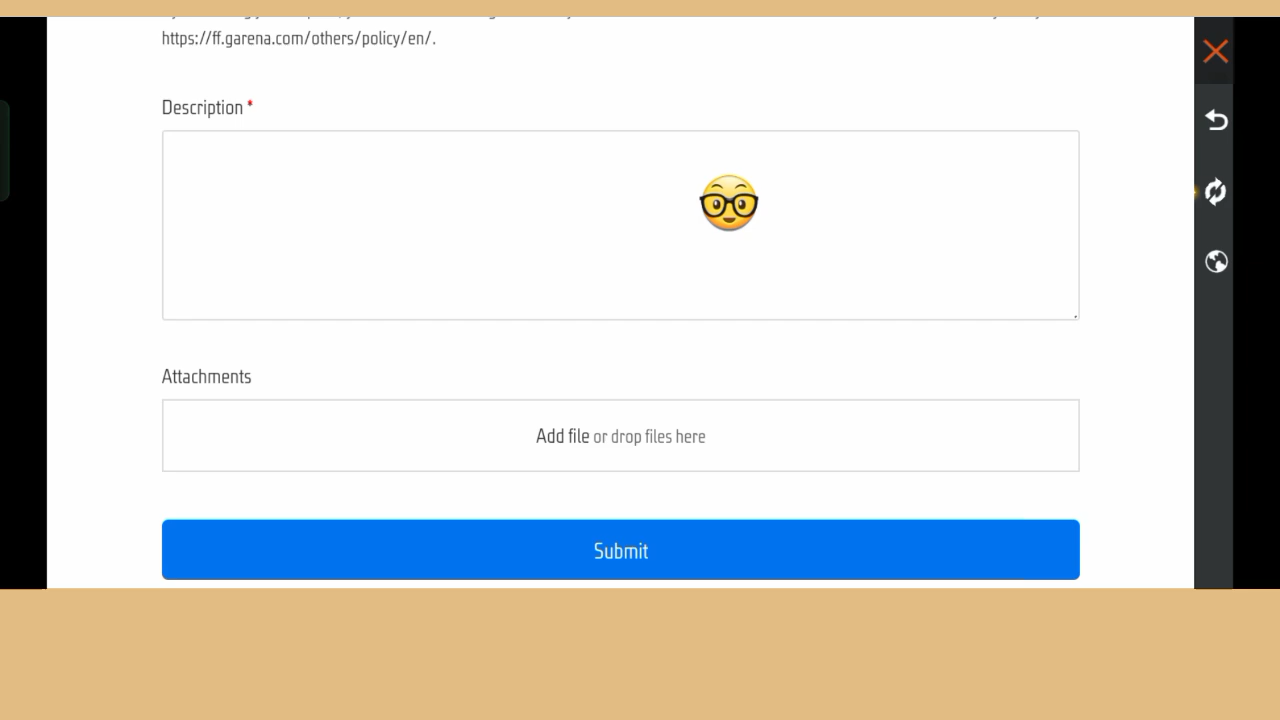 https://ff.garena.com/others/policy/en/.
Description *
Attachments
Add file or drop files here
Submit